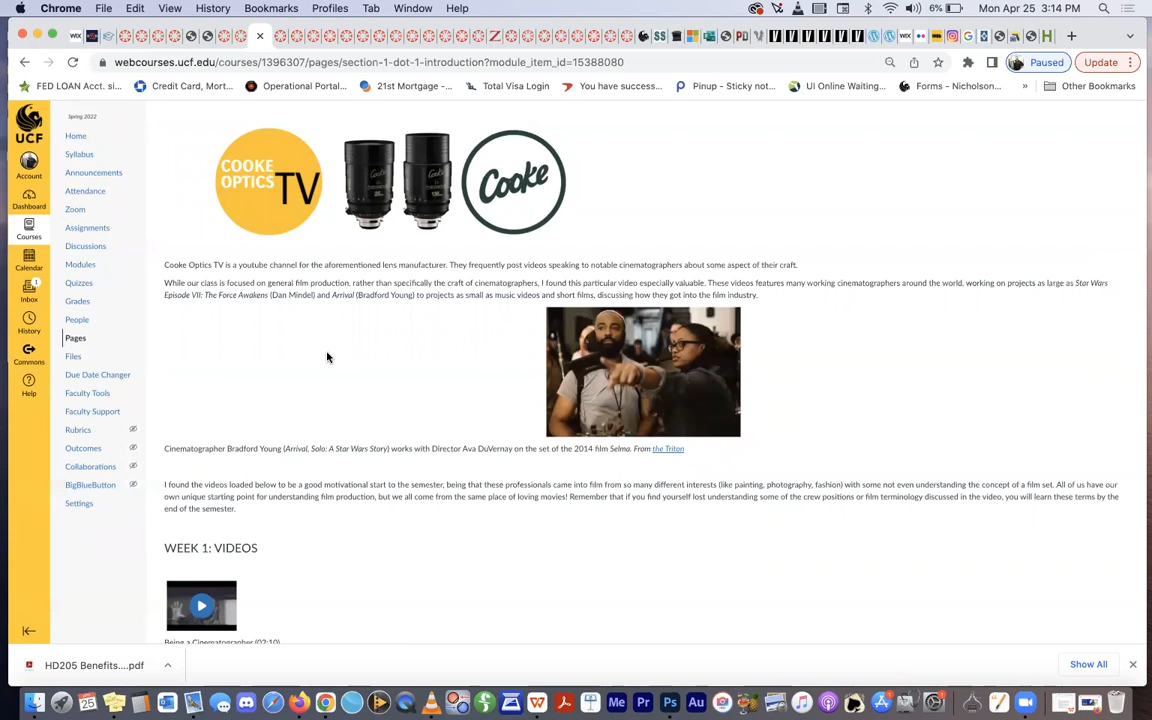 Chrome File Edit View History Bookmarks Profiles Tab Window Help 6% Mon Apr 25 3:14 PM
webcourses.ucf.edu/courses/1396307/pages/section-1-dot-1-introduction?module_item_id=15388080 Paused Update
FED LOAN Acct. si... Credit Card, Mort... Operational Portal... 21st Mortgage -... Total Visa Login You have success... Pinup - Sticky not... UI Online Waiting... Forms - Nicholson... » Other Bookmarks
UCF
Account
Dashboard
Courses
Calendar
1
Inbox
History
Commons
Help
Spring 2022
Home
Syllabus
Announcements
Attendance
Zoom
Assignments
Discussions
Modules
Quizzes
Grades
People
Pages
Files
Due Date Changer
Faculty Tools
Faculty Support
Rubrics
Outcomes
Collaborations
BigBlueButton
Settings
COOKE
OPTICS TV
Cooke
Cooke Optics TV is a youtube channel for the aforementioned lens manufacturer. They frequently post videos speaking to notable cinematographers about some aspect of their craft.
While our class is focused on general film production, rather than specifically the craft of cinematographers, I found this particular video especially valuable. These videos features many working cinematographers around the world, working on projects as large as Star Wars
Episode VII: The Force Awakens (Dan Mindel) and Arrival (Bradford Young) to projects as small as music videos and short films, discussing how they got into the film industry.
Cinematographer Bradford Young (Arrival, Solo: A Star Wars Story) works with Director Ava DuVernay on the set of the 2014 film Selma. From the Triton
I found the videos loaded below to be a good motivational start to the semester, being that these professionals came into film from so many different interests (like painting, photography, fashion) with some not even understanding the concept of a film set. All of us have our
own unique starting point for understanding film production, but we all come from the same place of loving movies! Remember that if you find yourself lost understanding some of the crew positions or film terminology discussed in the video, you will learn these terms by the
end of the semester.
WEEK 1: VIDEOS
Being a Cinematographer (02:10)
HD205 Benefits....pdf Show All